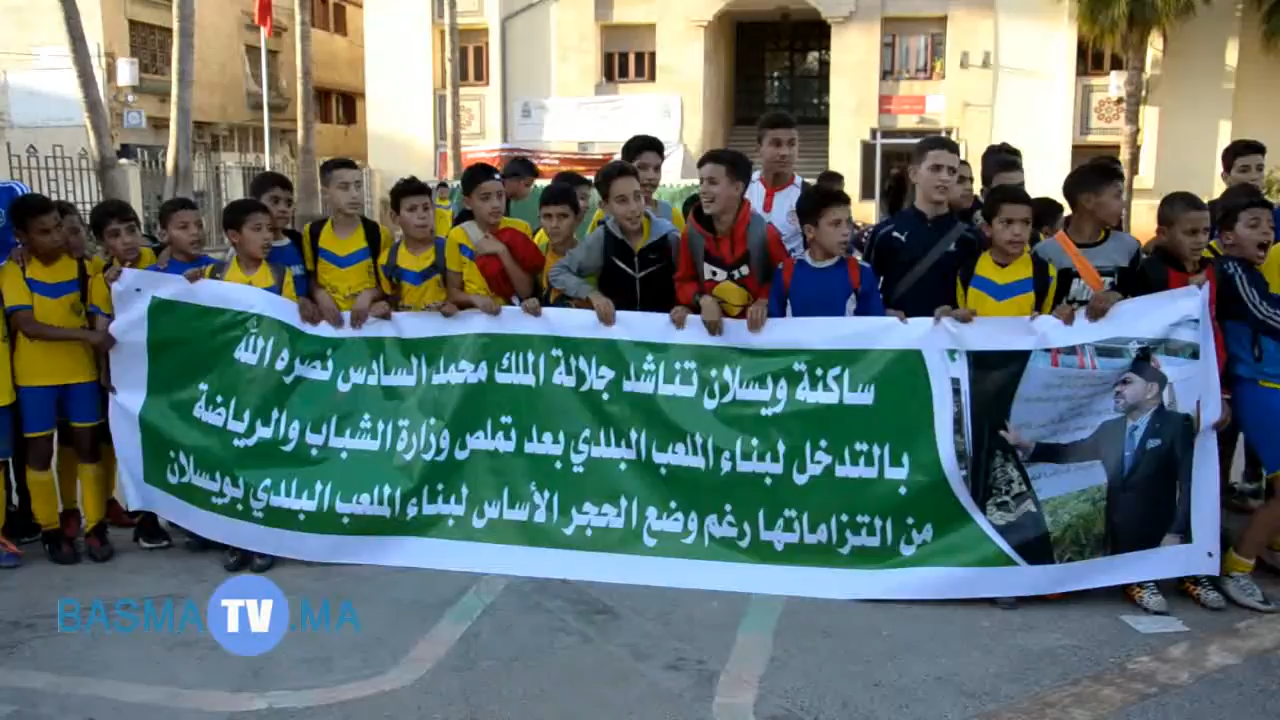 ساكنة ويسلان تناشد جلالة الملك محمد السادس نصره الله
بالتدخل لبناء الملعب البلدي بعد تملص وزارة الشباب والرياضة
من التزاماتها رغم وضع الحجر الأساس لبناء الملعب البلدي بويسلان
BASMA TV .MA